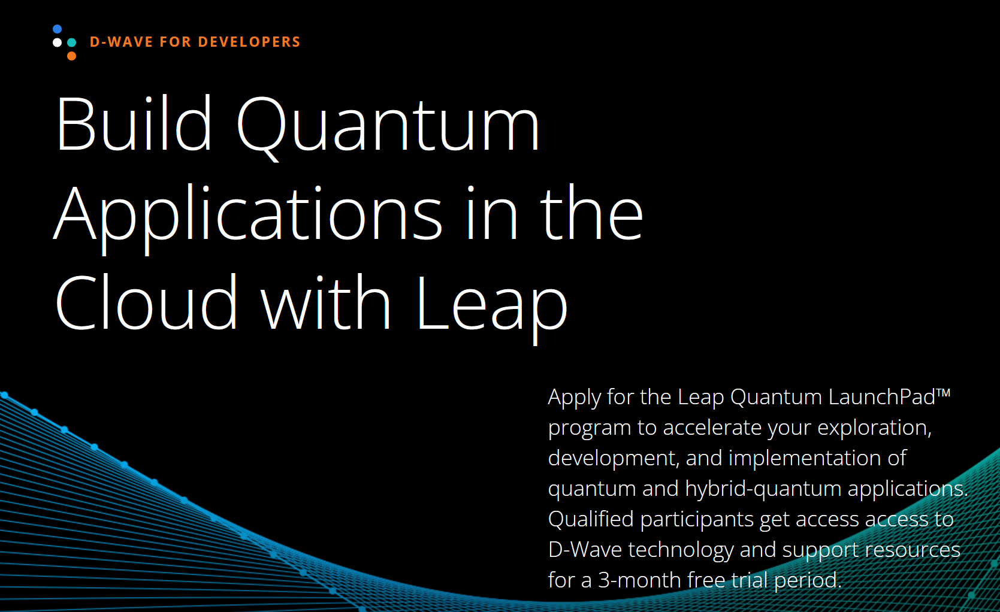 D-WAVE FOR DEVELOPERS
Build Quantum
Applications in the
Cloud with Leap
Apply for the Leap Quantum LaunchPad™
program to accelerate your exploration,
development, and implementation of
quantum and hybrid-quantum applications.
Qualified participants get access access to
D-Wave technology and support resources
for a 3-month free trial period.